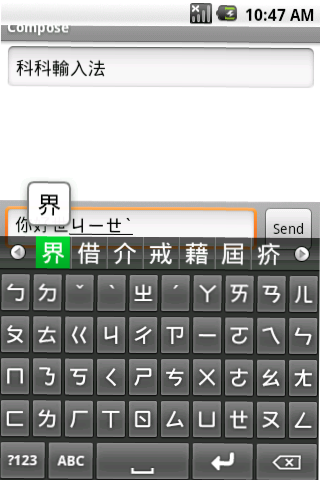 10:47 AM
Compose
科科輸入法
界
你好世ㄐㄧㄝˋ
Send
界 借 介 戒 藉 屆 疥
ㄅ ㄉ ˇ ˋ ㄓ ˊ ㄚ ㄞ ㄢ ㄦ
ㄆ ㄊ ㄍ ㄐ ㄔ ㄗ ㄧ ㄛ ㄟ ㄣ
ㄇ ㄋ ㄎ ㄑ ㄕ ㄘ ㄨ ㄜ ㄠ ㄤ
ㄈ ㄌ ㄏ ㄒ ㄖ ㄙ ㄩ ㄝ ㄡ ㄥ
?123 ABC